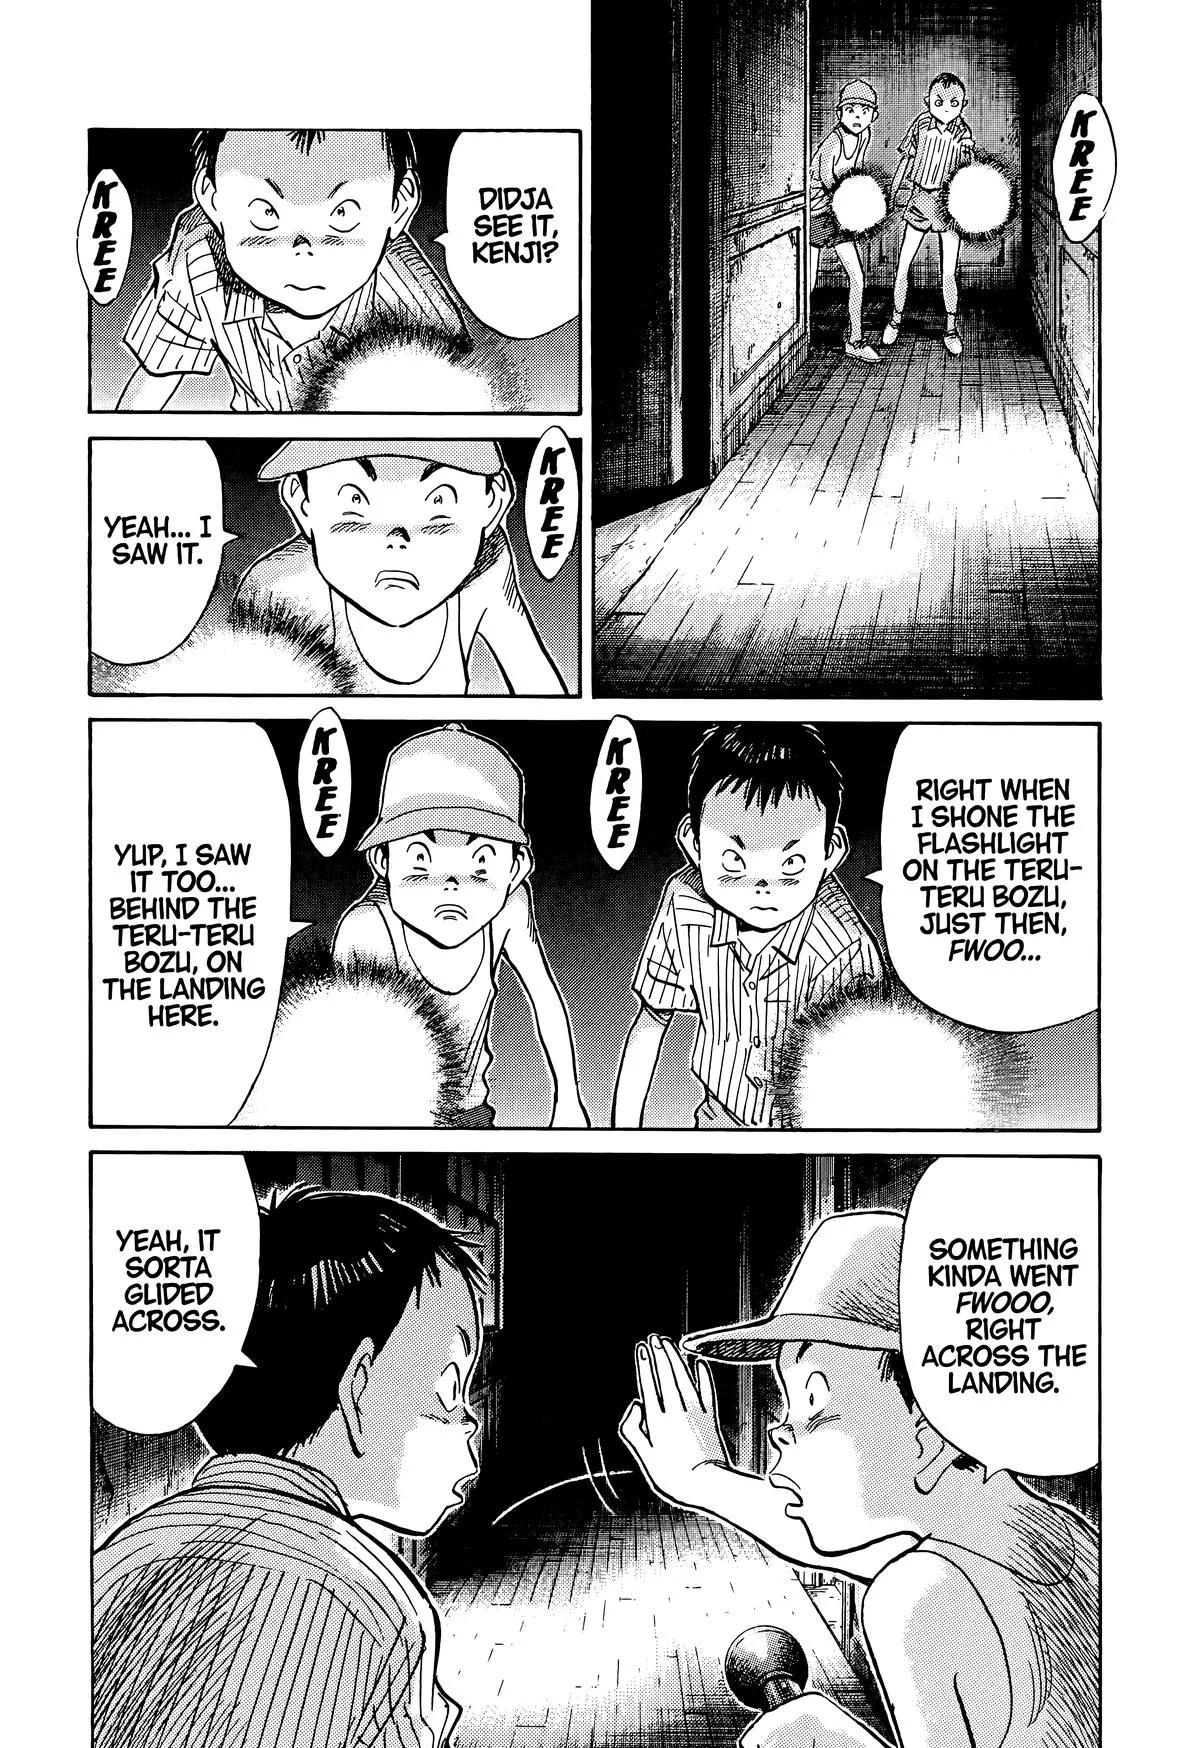 KREE
DIDJA
SEE IT,
KENJI?
KREE
KREE
YEAH... I
SAW IT.
RIGHT WHEN
I SHONE THE
FLASHLIGHT
ON THE TERU-
TERU BOZU,
JUST THEN,
FWOO...
KREE
KREE
YUP, I SAW
IT TOO...
BEHIND THE
TERU-TERU
BOZU, ON
THE LANDING
HERE.
SOMETHING
KINDA WENT
FWOOO,
RIGHT
ACROSS THE
LANDING.
YEAH, IT
SORTA
GLIDED
ACROSS.